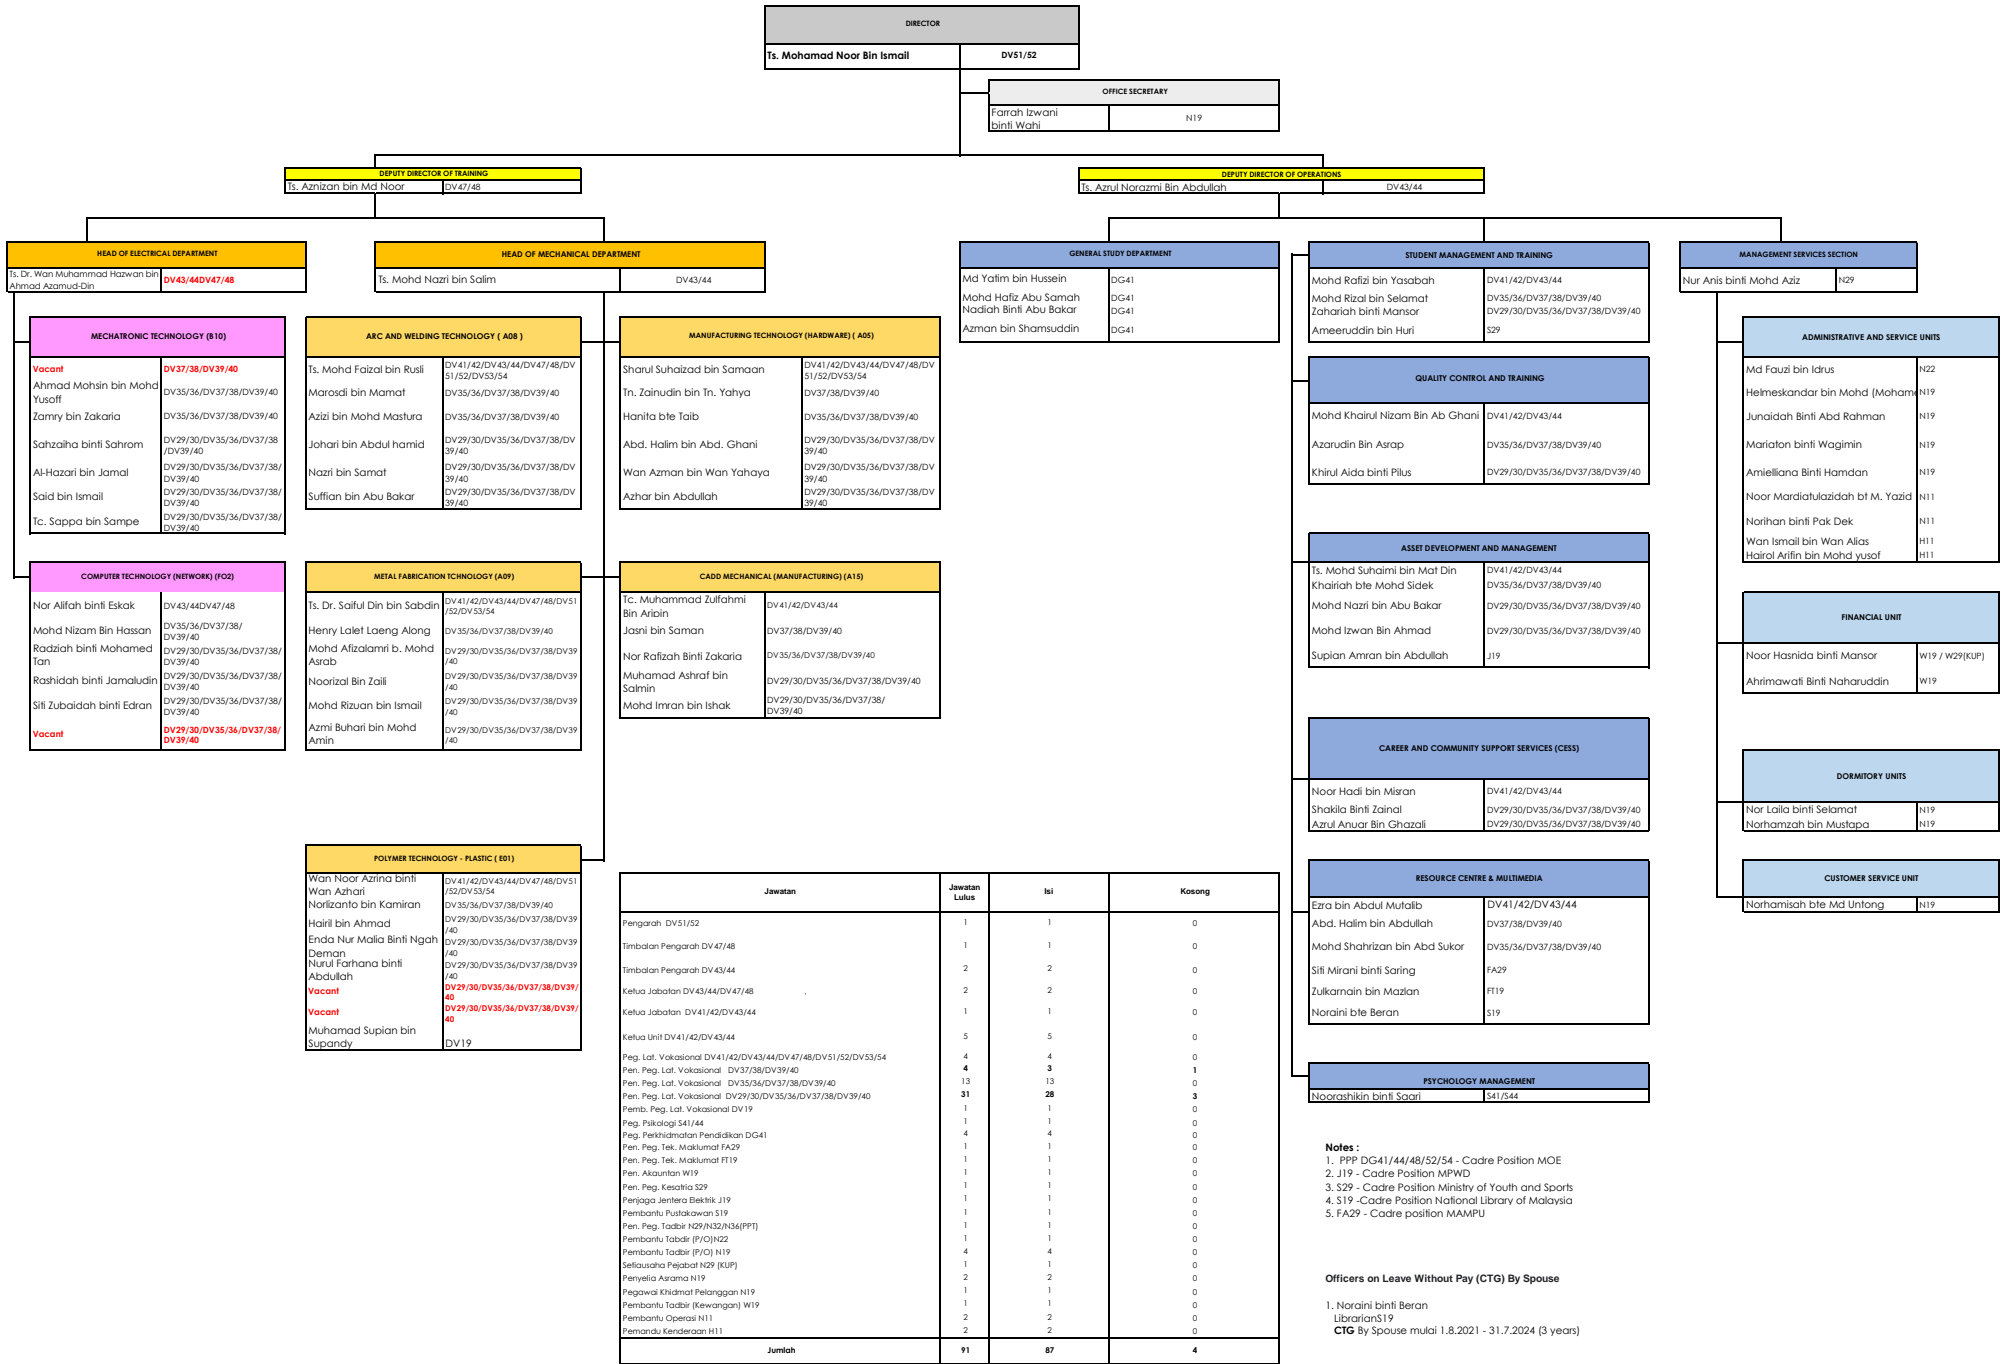 DIRECTOR
Ts. Mohamad Noor Bin Ismail DV51/52
OFFICE SECRETARY
Farrah Izwani
binti Wahi
N19
DEPUTY DIRECTOR OF TRAINING
Ts. Aznizan bin Md Noor DV47/48
DEPUTY DIRECTOR OF OPERATIONS
Ts. Azrul Norazmi Bin Abdullah DV43/44
HEAD OF ELECTRICAL DEPARTMENT
Ts. Dr. Wan Muhammad Hazwan bin
Ahmad Azamud-Din
DV43/44DV47/48
HEAD OF MECHANICAL DEPARTMENT
Ts. Mohd Nazri bin Salim DV43/44
MECHATRONIC TECHNOLOGY (B10)
Vacant DV37/38/DV39/40
Ahmad Mohsin bin Mohd
Yusoff
DV35/36/DV37/38/DV39/40
Zamry bin Zakaria DV35/36/DV37/38/DV39/40
Sahzaiha binti Sahrom DV29/30/DV35/36/DV37/38
/DV39/40
Al-Hazari bin Jamal DV29/30/DV35/36/DV37/38/
DV39/40
Said bin Ismail DV29/30/DV35/36/DV37/38/
DV39/40
Tc. Sappa bin Sampe DV29/30/DV35/36/DV37/38/
DV39/40
COMPUTER TECHNOLOGY (NETWORK) (FO2)
Nor Alifah binti Eskak DV43/44DV47/48
Mohd Nizam Bin Hassan DV35/36/DV37/38/
DV39/40
Radziah binti Mohamed
Tan
DV29/30/DV35/36/DV37/38/
DV39/40
Rashidah binti Jamaludin DV29/30/DV35/36/DV37/38/
DV39/40
Siti Zubaidah binti Edran DV29/30/DV35/36/DV37/38/
DV39/40
Vacant DV29/30/DV35/36/DV37/38/
DV39/40
ARC AND WELDING TECHNOLOGY ( A08 )
Ts. Mohd Faizal bin Rusli DV41/42/DV43/44/DV47/48/DV
51/52/DV53/54
Marosdi bin Mamat DV35/36/DV37/38/DV39/40
Azizi bin Mohd Mastura DV35/36/DV37/38/DV39/40
Johari bin Abdul hamid DV29/30/DV35/36/DV37/38/DV
39/40
Nazri bin Samat DV29/30/DV35/36/DV37/38/DV
39/40
Suffian bin Abu Bakar DV29/30/DV35/36/DV37/38/DV
39/40
METAL FABRICATION TCHNOLOGY (A09)
Ts. Dr. Saiful Din bin Sabdin DV41/42/DV43/44/DV47/48/DV51
/52/DV53/54
Henry Lalet Laeng Along DV35/36/DV37/38/DV39/40
Mohd Afizalamri b. Mohd
Asrab
DV29/30/DV35/36/DV37/38/DV39
/40
Noorizal Bin Zaili DV29/30/DV35/36/DV37/38/DV39
/40
Mohd Rizuan bin Ismail DV29/30/DV35/36/DV37/38/DV39
/40
Azmi Buhari bin Mohd
Amin
DV29/30/DV35/36/DV37/38/DV39
/40
POLYMER TECHNOLOGY - PLASTIC ( E01)
Wan Noor Azrina binti
Wan Azhari
DV41/42/DV43/44/DV47/48/DV51
/52/DV53/54
Norlizanto bin Kamiran DV35/36/DV37/38/DV39/40
Hairil bin Ahmad DV29/30/DV35/36/DV37/38/DV39
/40
Enda Nur Malia Binti Ngah
Deman
DV29/30/DV35/36/DV37/38/DV39
/40
Nurul Farhana binti
Abdullah
DV29/30/DV35/36/DV37/38/DV39
/40
Vacant DV29/30/DV35/36/DV37/38/DV39/
40
Vacant DV29/30/DV35/36/DV37/38/DV39/
40
Muhamad Supian bin
Supandy
DV19
MANUFACTURING TECHNOLOGY (HARDWARE) ( A05)
Sharul Suhaizad bin Samaan DV41/42/DV43/44/DV47/48/DV
51/52/DV53/54
Tn. Zainudin bin Tn. Yahya DV37/38/DV39/40
Hanita bte Taib DV35/36/DV37/38/DV39/40
Abd. Halim bin Abd. Ghani DV29/30/DV35/36/DV37/38/DV
39/40
Wan Azman bin Wan Yahaya DV29/30/DV35/36/DV37/38/DV
39/40
Azhar bin Abdullah DV29/30/DV35/36/DV37/38/DV
39/40
CADD MECHANICAL (MANUFACTURING) (A15)
Tc. Muhammad Zulfahmi
Bin Aripin
DV41/42/DV43/44
Jasni bin Saman DV37/38/DV39/40
Nor Rafizah Binti Zakaria DV35/36/DV37/38/DV39/40
Muhamad Ashraf bin
Salmin
DV29/30/DV35/36/DV37/38/DV39/40
Mohd Imran bin Ishak DV29/30/DV35/36/DV37/38/
DV39/40
GENERAL STUDY DEPARTMENT
Md Yatim bin Hussein DG41
Mohd Hafiz Abu Samah DG41
Nadiah Binti Abu Bakar DG41
Azman bin Shamsuddin DG41
STUDENT MANAGEMENT AND TRAINING
Mohd Rafizi bin Yasabah DV41/42/DV43/44
Mohd Rizal bin Selamat DV35/36/DV37/38/DV39/40
Zahariah binti Mansor DV29/30/DV35/36/DV37/38/DV39/40
Ameeruddin bin Huri S29
QUALITY CONTROL AND TRAINING
Mohd Khairul Nizam Bin Ab Ghani DV41/42/DV43/44
Azarudin Bin Asrap DV35/36/DV37/38/DV39/40
Khirul Aida binti Pilus DV29/30/DV35/36/DV37/38/DV39/40
ASSET DEVELOPMENT AND MANAGEMENT
Ts. Mohd Suhaimi bin Mat Din DV41/42/DV43/44
Khairiah bte Mohd Sidek DV35/36/DV37/38/DV39/40
Mohd Nazri bin Abu Bakar DV29/30/DV35/36/DV37/38/DV39/40
Mohd Izwan Bin Ahmad DV29/30/DV35/36/DV37/38/DV39/40
Supian Amran bin Abdullah J19
CAREER AND COMMUNITY SUPPORT SERVICES (CESS)
Noor Hadi bin Misran DV41/42/DV43/44
Shakila Binti Zainal DV29/30/DV35/36/DV37/38/DV39/40
Azrul Anuar Bin Ghazali DV29/30/DV35/36/DV37/38/DV39/40
RESOURCE CENTRE & MULTIMEDIA
Ezra bin Abdul Mutalib DV41/42/DV43/44
Abd. Halim bin Abdullah DV37/38/DV39/40
Mohd Shahrizan bin Abd Sukor DV35/36/DV37/38/DV39/40
Siti Mirani binti Saring FA29
Zulkarnain bin Mazlan FT19
Noraini bte Beran S19
PSYCHOLOGY MANAGEMENT
Noorashikin binti Saari S41/S44
MANAGEMENT SERVICES SECTION
Nur Anis binti Mohd Aziz N29
ADMINISTRATIVE AND SERVICE UNITS
Md Fauzi bin Idrus N22
Helmeskandar bin Mohd (Mohame N19
Junaidah Binti Abd Rahman N19
Mariaton binti Wagimin N19
Amielliana Binti Hamdan N19
Noor Mardiatulazidah bt M. Yazid N11
Norihan binti Pak Dek N11
Wan Ismail bin Wan Alias H11
Hairol Arifin bin Mohd yusof H11
FINANCIAL UNIT
Noor Hasnida binti Mansor W19 / W29(KUP)
Ahrimawati Binti Naharuddin W19
DORMITORY UNITS
Nor Laila binti Selamat N19
Norhamzah bin Mustapa N19
CUSTOMER SERVICE UNIT
Norhamisah bte Md Untong N19
Jawatan Jawatan Lulus Isi Kosong
Pengarah DV51/52 1 1 0
Timbalan Pengarah DV47/48 1 1 0
Timbalan Pengarah DV43/44 2 2 0
Ketua Jabatan DV43/44/DV47/48 , 2 2 0
Ketua Jabatan DV41/42/DV43/44 1 1 0
Ketua Unit DV41/42/DV43/44 5 5 0
Peg. Lat. Vokasional DV41/42/DV43/44/DV47/48/DV51/52/DV53/54 4 4 0
Pen. Peg. Lat. Vokasional DV37/38/DV39/40 4 3 1
Pen. Peg. Lat. Vokasional DV35/36/DV37/38/DV39/40 13 13 0
Pen. Peg. Lat. Vokasional DV29/30/DV35/36/DV37/38/DV39/40 31 28 3
Pemb. Peg. Lat. Vokasional DV19 1 1 0
Peg. Psikologi S41/44 1 1 0
Peg. Perkhidmatan Pendidikan DG41 4 4 0
Pen. Peg. Tek. Maklumat FA29 1 1 0
Pen. Peg. Tek. Maklumat FT19 1 1 0
Pen. Akauntan W19 1 1 0
Pen. Peg. Kesatria S29 1 1 0
Penjaga Jentera Elektrik J19 1 1 0
Pembantu Pustakawan S19 1 1 0
Pen. Peg. Tadbir N29/N32/N36(PPT) 1 1 0
Pembantu Tabdir (P/O)N22 1 1 0
Pembantu Tadbir (P/O) N19 4 4 0
Setiausaha Pejabat N29 (KUP) 1 1 0
Penyelia Asrama N19 2 2 0
Pegawai Khidmat Pelanggan N19 1 1 0
Pembantu Tadbir (Kewangan) W19 1 1 0
Pembantu Operasi N11 2 2 0
Pemandu Kenderaan H11 2 2 0
Jumlah 91 87 4
Notes :
1. PPP DG41/44/48/52/54 - Cadre Position MOE
2. J19 - Cadre Position MPWD
3. S29 - Cadre Position Ministry of Youth and Sports
4. S19 -Cadre Position National Library of Malaysia
5. FA29 - Cadre position MAMPU
Officers on Leave Without Pay (CTG) By Spouse
1. Noraini binti Beran
LibrarianS19
CTG By Spouse mulai 1.8.2021 - 31.7.2024 (3 years)